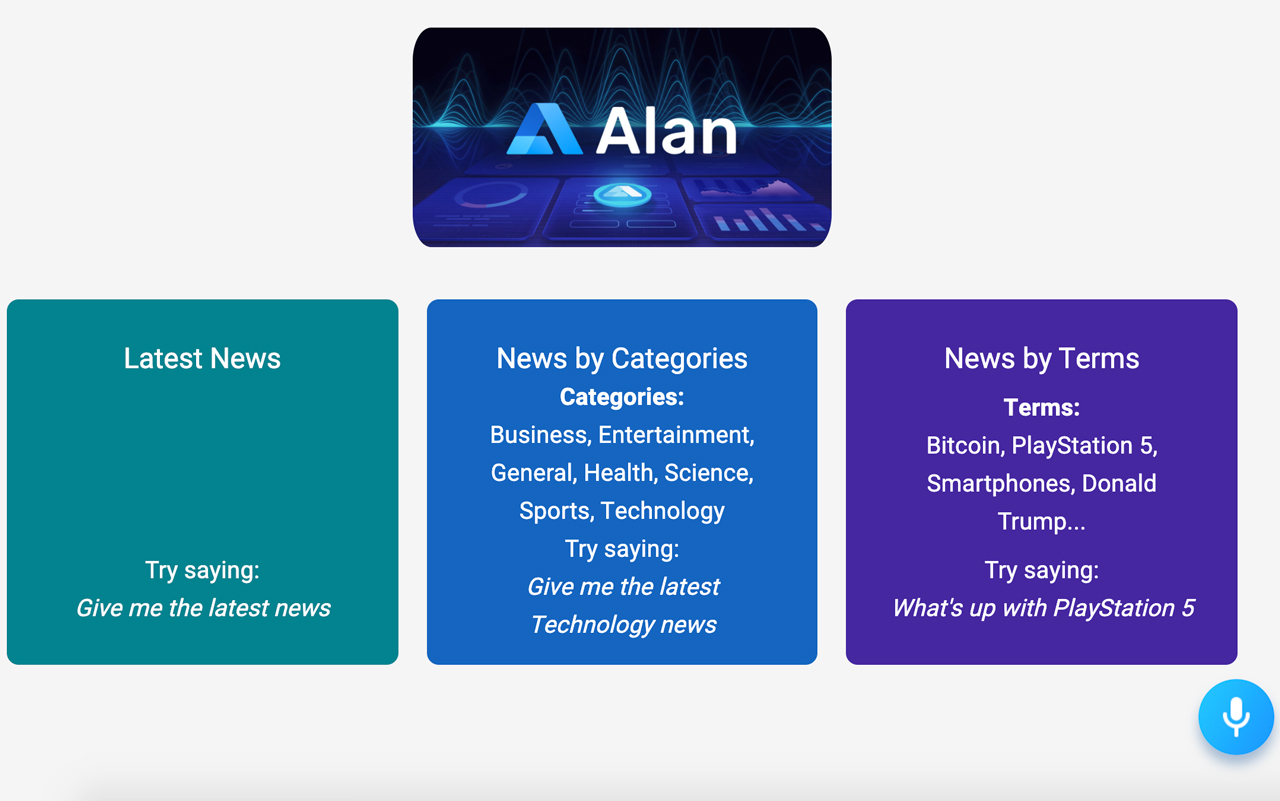 Alan
Latest News
Try saying:
Give me the latest news
News by Categories
Categories:
Business, Entertainment,
General, Health, Science,
Sports, Technology
Try saying:
Give me the latest
Technology news
News by Terms
Terms:
Bitcoin, PlayStation 5,
Smartphones, Donald
Trump...
Try saying:
What's up with PlayStation 5